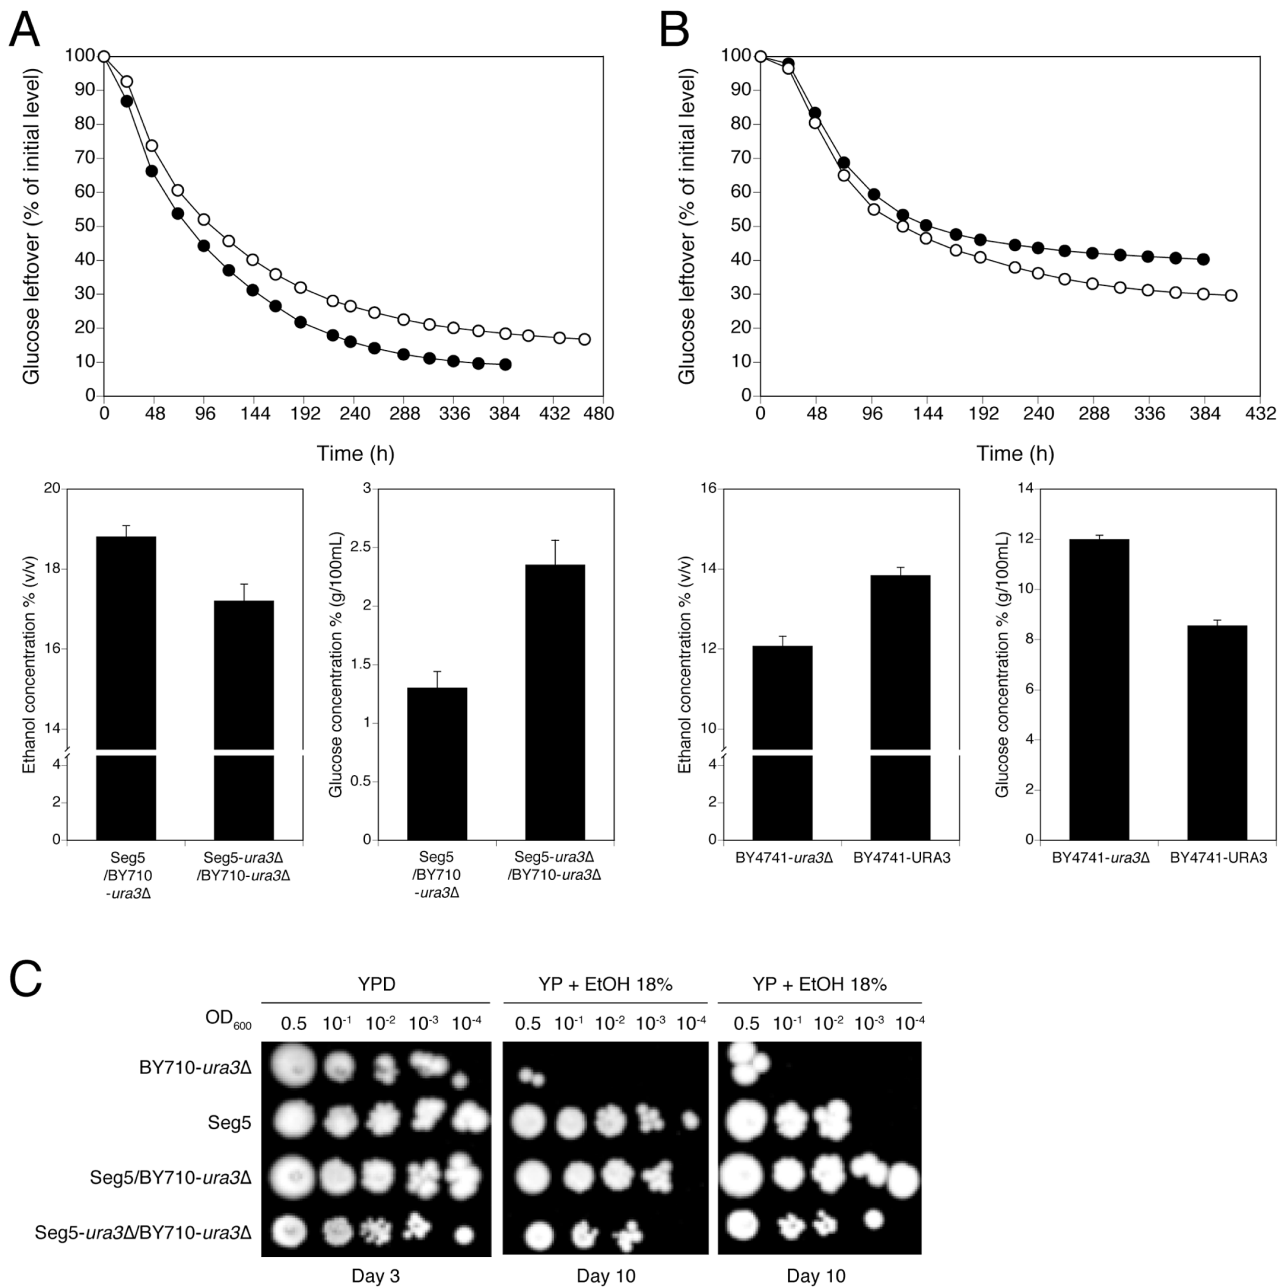 A
B
Glucose leftover (% of initial level)
100
90
80
70
60
50
40
30
20
10
0
0 48 96 144 192 240 288 336 384 432 480
Time (h)
Glucose leftover (% of initial level)
100
90
80
70
60
50
40
30
20
10
0
0 48 96 144 192 240 288 336 384 432
Time (h)
Ethanol concentration % (v/v)
20
18
16
14
4
2
0
Seg5
/BY710
-ura3Δ
Seg5-ura3Δ
/BY710-ura3Δ
Glucose concentration % (g/100mL)
3
2.5
2
1.5
1
0.5
0
Seg5
/BY710
-ura3Δ
Seg5-ura3Δ
/BY710-ura3Δ
Ethanol concentration % (v/v)
16
14
12
10
4
2
0
BY4741-ura3Δ BY4741-URA3
Glucose concentration % (g/100mL)
14
12
10
8
6
4
2
0
BY4741-ura3Δ BY4741-URA3
C
YPD YP + EtOH 18% YP + EtOH 18%
OD600 0.5 10-1 10-2 10-3 10-4 0.5 10-1 10-2 10-3 10-4 0.5 10-1 10-2 10-3 10-4
BY710-ura3Δ
Seg5
Seg5/BY710-ura3Δ
Seg5-ura3Δ/BY710-ura3Δ
Day 3 Day 10 Day 10